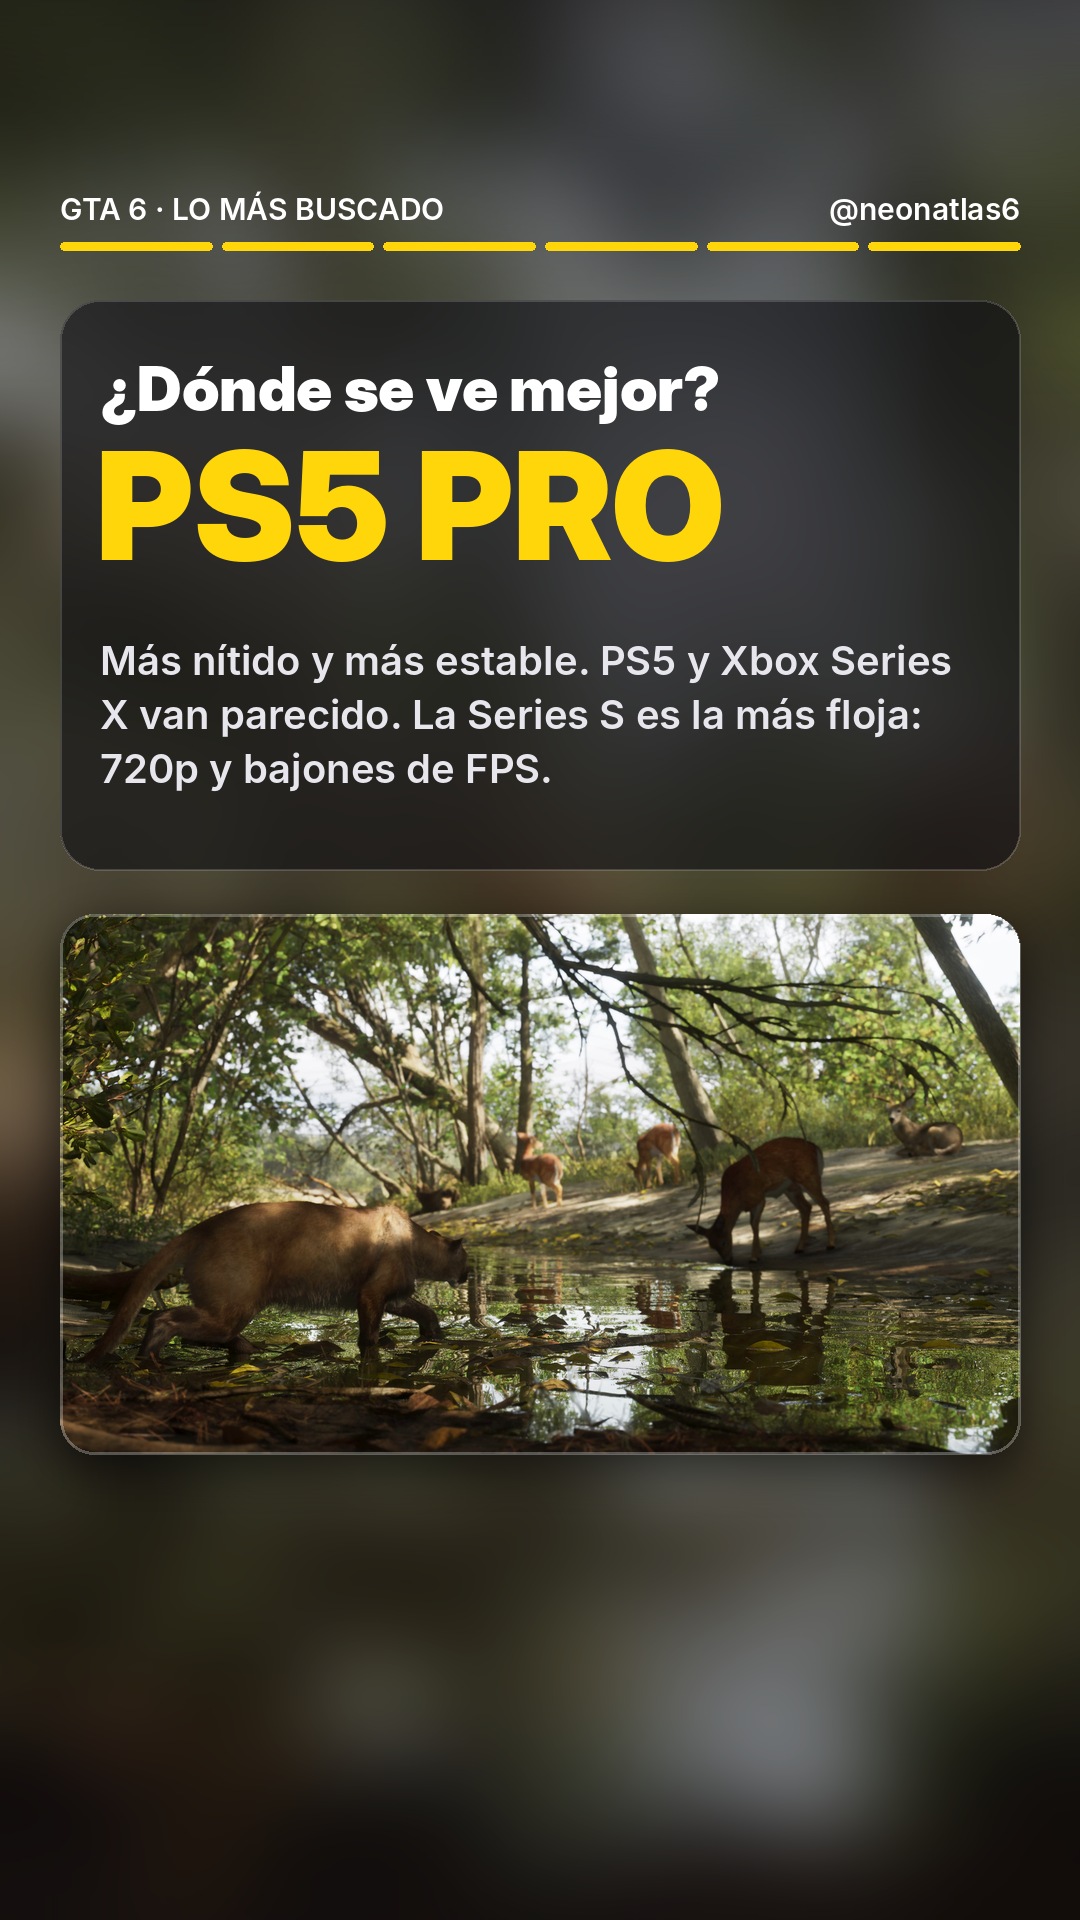 GTA 6 · LO MÁS BUSCADO
@neonatlas6
¿Dónde se ve mejor?
PS5 PRO
Más nítido y más estable. PS5 y Xbox Series
X van parecido. La Series S es la más floja:
720p y bajones de FPS.